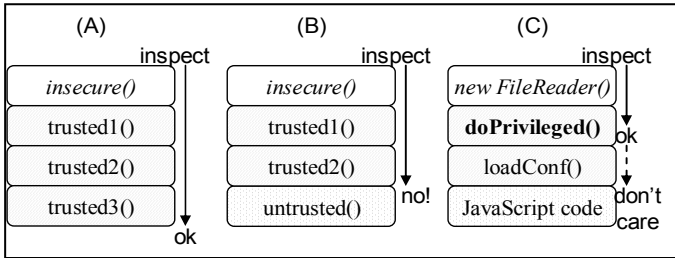 (A)
inspect
insecure()
trusted1()
trusted2()
trusted3()
ok
(B)
inspect
insecure()
trusted1()
trusted2()
untrusted()
no!
(C)
inspect
new FileReader()
doPrivileged()
ok
loadConf()
JavaScript code
don't
care